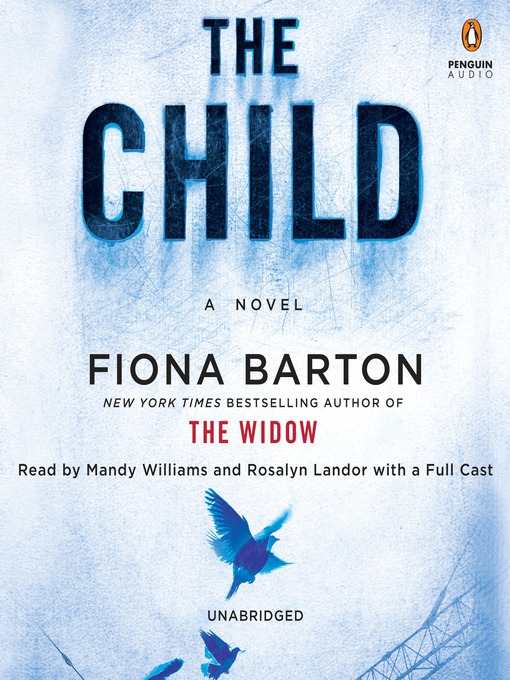 THE
CHILD
PENGUIN
AUDIO
A NOVEL
FIONA BARTON
NEW YORK TIMES BESTSELLING AUTHOR OF
THE WIDOW
Read by Mandy Williams and Rosalyn Landor with a Full Cast
UNABRIDGED